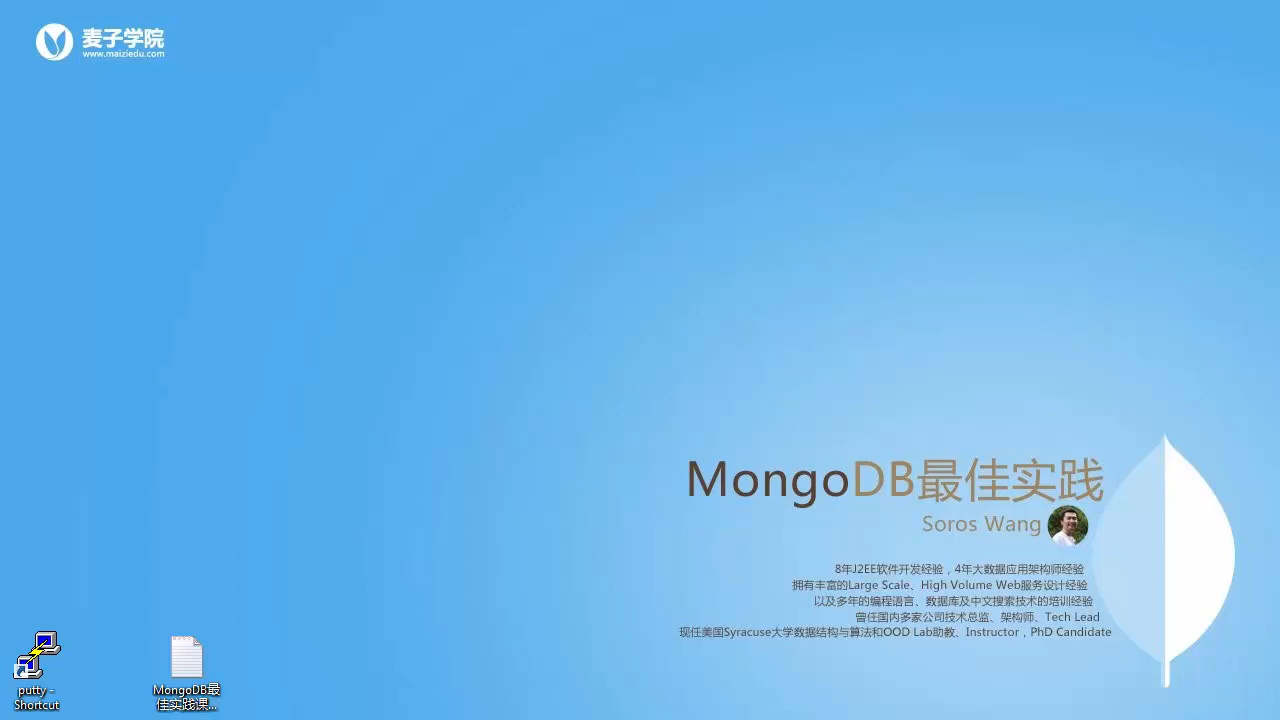 麦子学院
www.maiziedu.com
MongoDB最佳实践
Soros Wang
8年J2EE软件开发经验，4年大数据应用架构师经验
拥有丰富的Large Scale、High Volume Web服务设计经验
以及多年的编程语言、数据库及中文搜索技术的培训经验
曾任国内多家公司技术总监、架构师、Tech Lead
现任美国Syracuse大学数据结构与算法和OOD Lab助教、Instructor，PhD Candidate
putty -
Shortcut
MongoDB最
佳实践课...